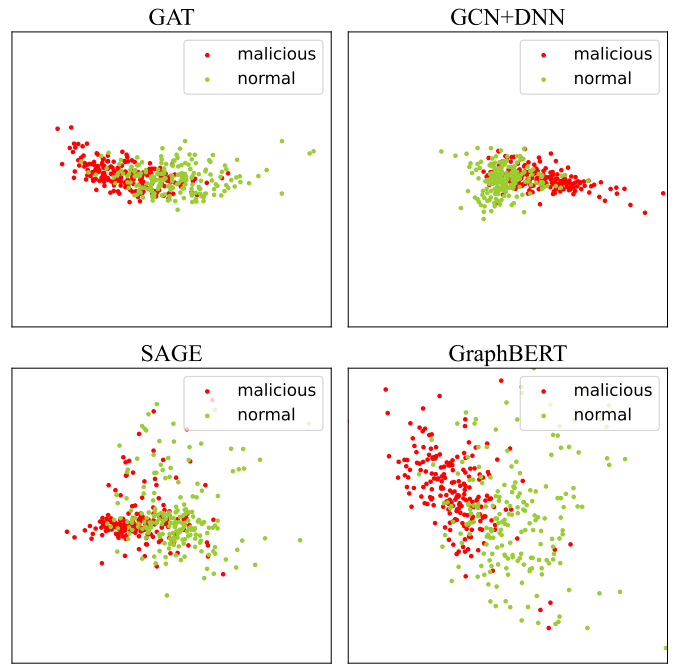 GAT
malicious
normal
GCN+DNN
malicious
normal
SAGE
malicious
normal
GraphBERT
malicious
normal